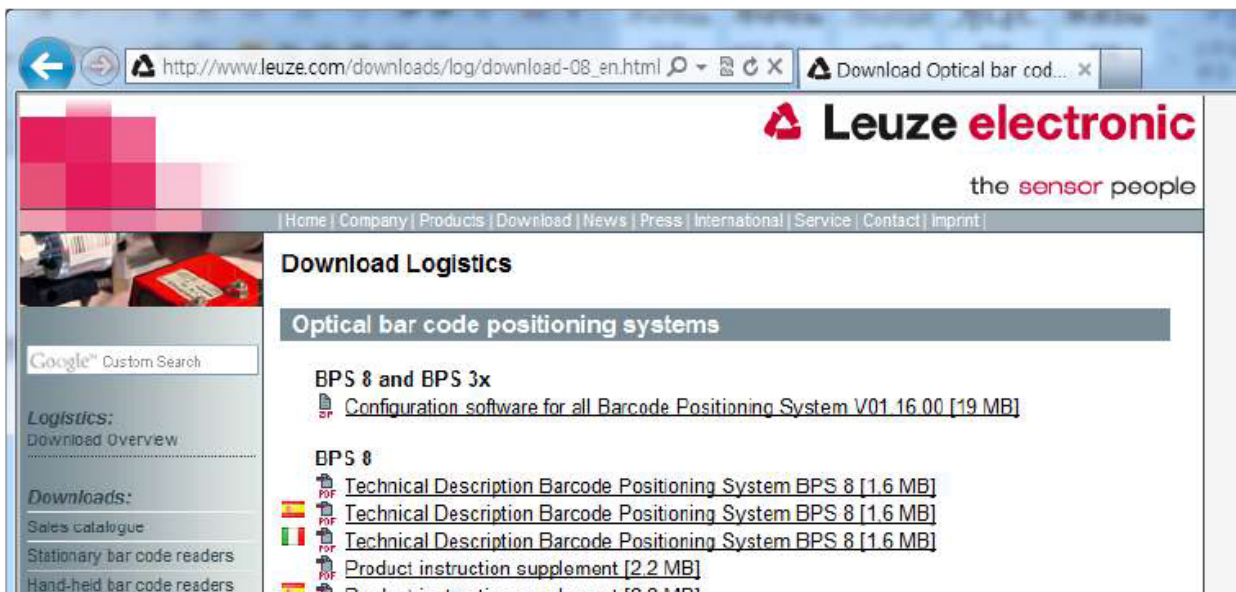 http://www.leuze.com/downloads/log/download-08_en.html
Download Optical bar cod...
Leuze electronic
the sensor people
|Home|Company|Products|Download|News|Press|International|Service|Contact|Imprint|
Download Logistics
Optical bar code positioning systems
Google™ Custom Search
BPS 8 and BPS 3x
Configuration software for all Barcode Positioning System V01.16.00 [19 MB]
Logistics:
Download Overview
BPS 8
PDF Technical Description Barcode Positioning System BPS 8 [1,6 MB]
PDF Technical Description Barcode Positioning System BPS 8 [1,6 MB]
PDF Technical Description Barcode Positioning System BPS 8 [1.6 MB]
PDF Product instruction supplement [2,2 MB]
Downloads:
Sales catalogue
Stationary bar code readers
Hand-held bar code readers